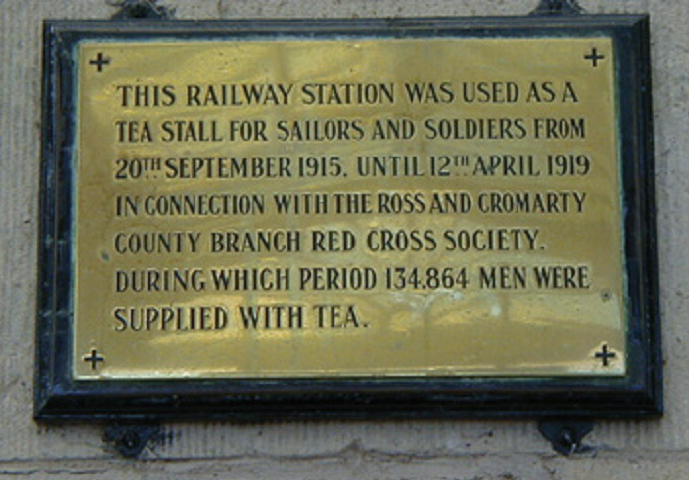 THIS RAILWAY STATION WAS USED AS A
TEA STALL FOR SAILORS AND SOLDIERS FROM
20TH SEPTEMBER 1915, UNTIL 12TH APRIL 1919
IN CONNECTION WITH THE ROSS AND CROMARTY
COUNTY BRANCH RED CROSS SOCIETY.
DURING WHICH PERIOD 134,864 MEN WERE
SUPPLIED WITH TEA.